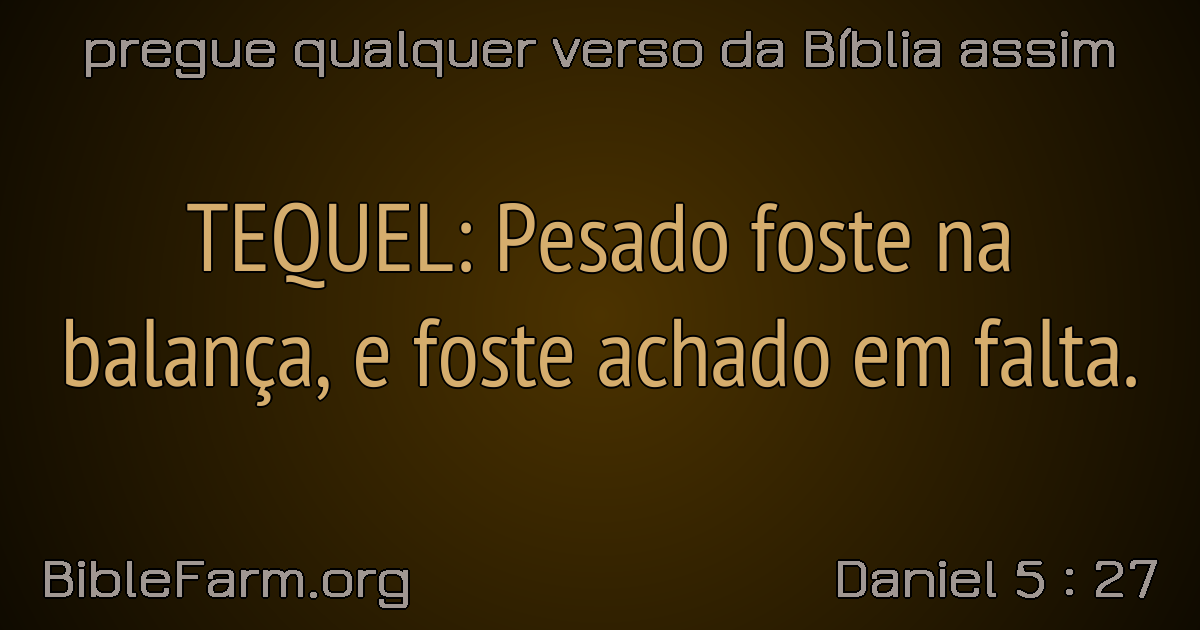 pregue qualquer verso da Bíblia assim
TEQUEL: Pesado foste na
balança, e foste achado em falta.
BibleFarm.org
Daniel 5 : 27